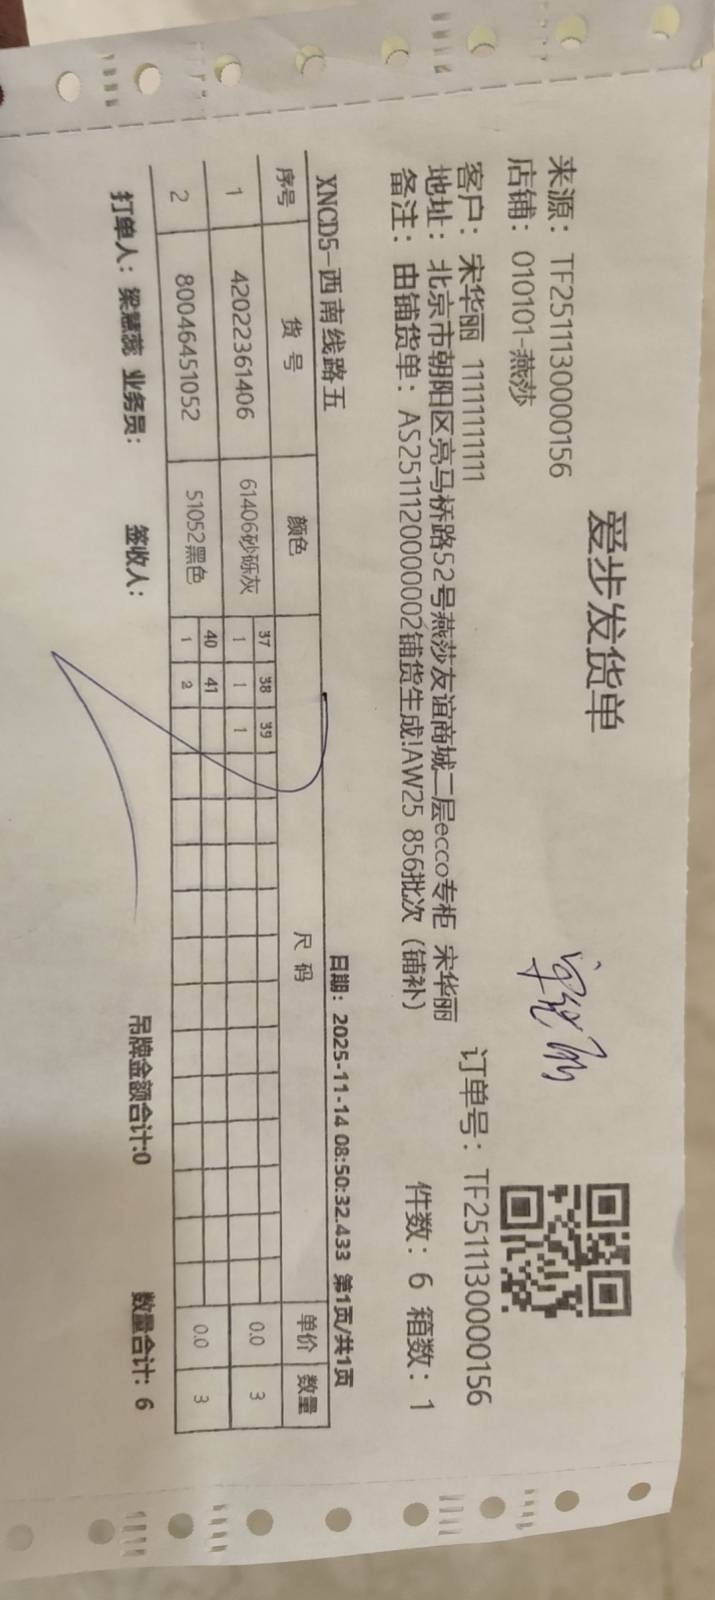 爱步发货单
来源：TF2511130000156
店铺：010101-燕莎
订单号：TF2511130000156
客户：宋华丽 11111111111
地址：北京市朝阳区亮马桥路52号燕莎友谊商城二层ecco专柜 宋华丽
件数：6 箱数：1
备注：由铺货单：AS2511120000002铺货生成!AW25 856批次（铺补）
XNCD5-西南线路五 日期：2025-11-14 08:50:32.433 第1页/共1页
序号 货号 颜色 尺码 单价 数量
37 38 39
1 42022361406 61406砂砾灰 1 1 1 0.0 3
40 41
2 80046451052 51052黑色 1 2 0.0 3
打单人：梁慧蕊 业务员： 签收人： 吊牌金额合计:0 数量合计: 6